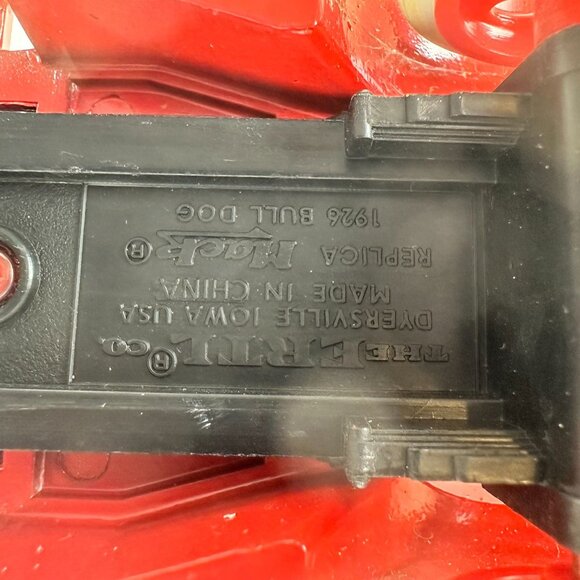 THE ERTL® CO.
DYERSVILLE IOWA USA
MADE IN CHINA
REPLICA Mack®
1926 BULL DOG